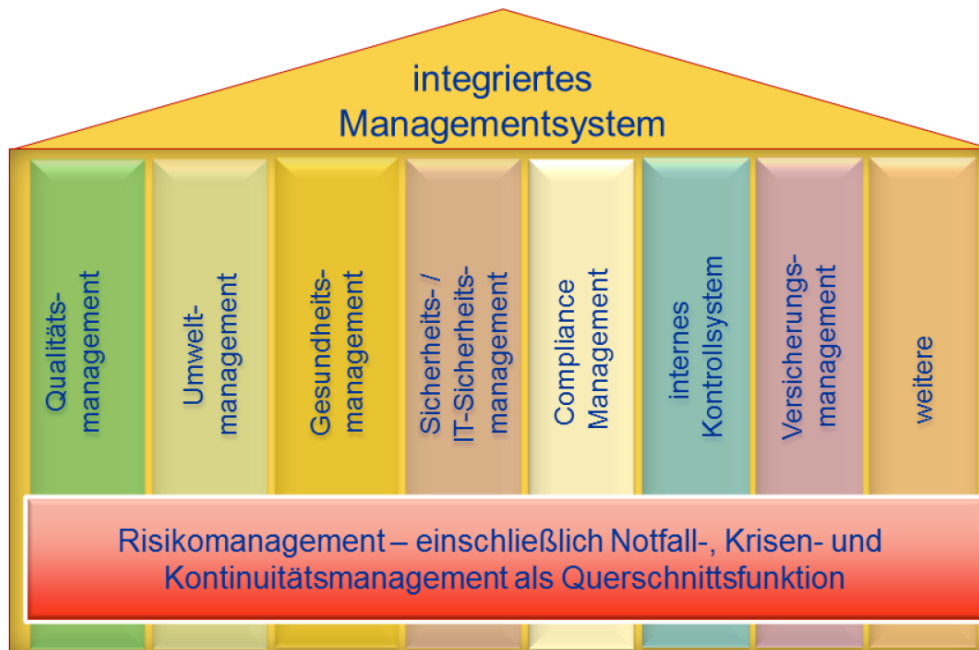 integriertes
Managementsystem
Qualitäts-
management
Umwelt-
management
Gesundheits-
management
Sicherheits- /
IT-Sicherheits-
management
Compliance
Management
internes
Kontrollsystem
Versicherungs-
management
weitere
Risikomanagement – einschließlich Notfall-, Krisen- und
Kontinuitätsmanagement als Querschnittsfunktion